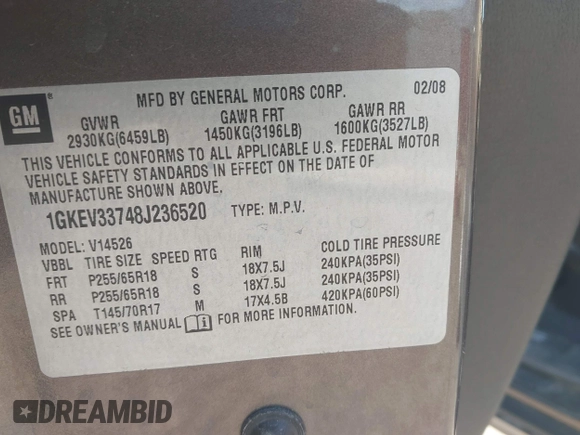 GM
MFD BY GENERAL MOTORS CORP. 02/08
GVWR GAWR FRT GAWR RR
2930KG(6459LB) 1450KG(3196LB) 1600KG(3527LB)
THIS VEHICLE CONFORMS TO ALL APPLICABLE U.S. FEDERAL MOTOR
VEHICLE SAFETY STANDARDS IN EFFECT ON THE DATE OF
MANUFACTURE SHOWN ABOVE.
1GKEV33748J236520 TYPE: M.P.V.
MODEL: V14526
VBBL TIRE SIZE SPEED RTG RIM COLD TIRE PRESSURE
FRT P255/65R18 S 18X7.5J 240KPA(35PSI)
RR P255/65R18 S 18X7.5J 240KPA(35PSI)
SPA T145/70R17 M 17X4.5B 420KPA(60PSI)
SEE OWNER'S MANUAL FOR MORE INFORMATION.
DREAMBID